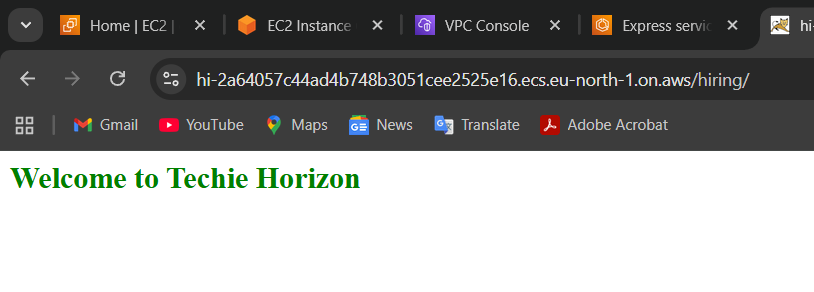 Home | EC2 |
EC2 Instance
VPC Console
Express servic
hi-
hi-2a64057c44ad4b748b3051cee2525e16.ecs.eu-north-1.on.aws/hiring/
Gmail
YouTube
Maps
News
Translate
Adobe Acrobat
Welcome to Techie Horizon